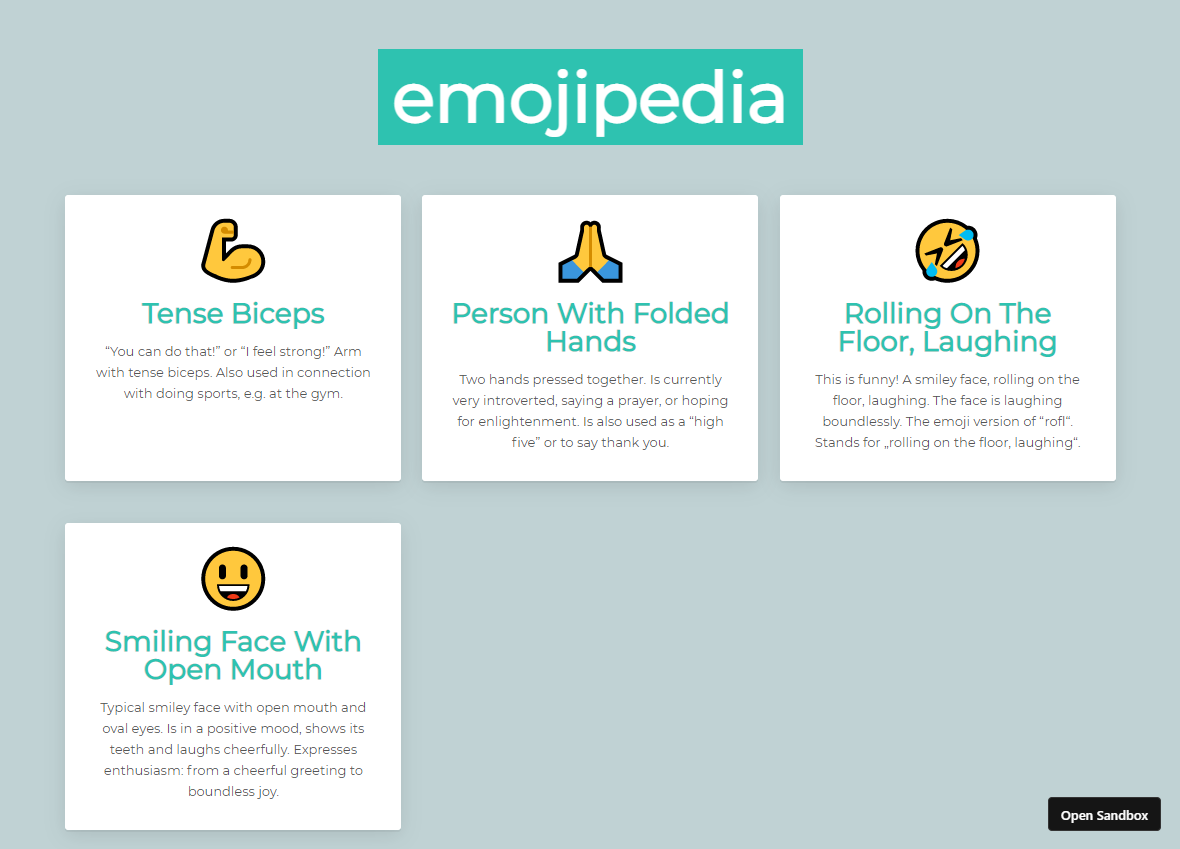 emojipedia
Tense Biceps
“You can do that!” or “I feel strong!” Arm
with tense biceps. Also used in connection
with doing sports, e.g. at the gym.
Person With Folded
Hands
Two hands pressed together. Is currently
very introverted, saying a prayer, or hoping
for enlightenment. Is also used as a “high
five” or to say thank you.
Rolling On The
Floor, Laughing
This is funny! A smiley face, rolling on the
floor, laughing. The face is laughing
boundlessly. The emoji version of “rofl“.
Stands for „rolling on the floor, laughing“.
Smiling Face With
Open Mouth
Typical smiley face with open mouth and
oval eyes. Is in a positive mood, shows its
teeth and laughs cheerfully. Expresses
enthusiasm: from a cheerful greeting to
boundless joy.
Open Sandbox